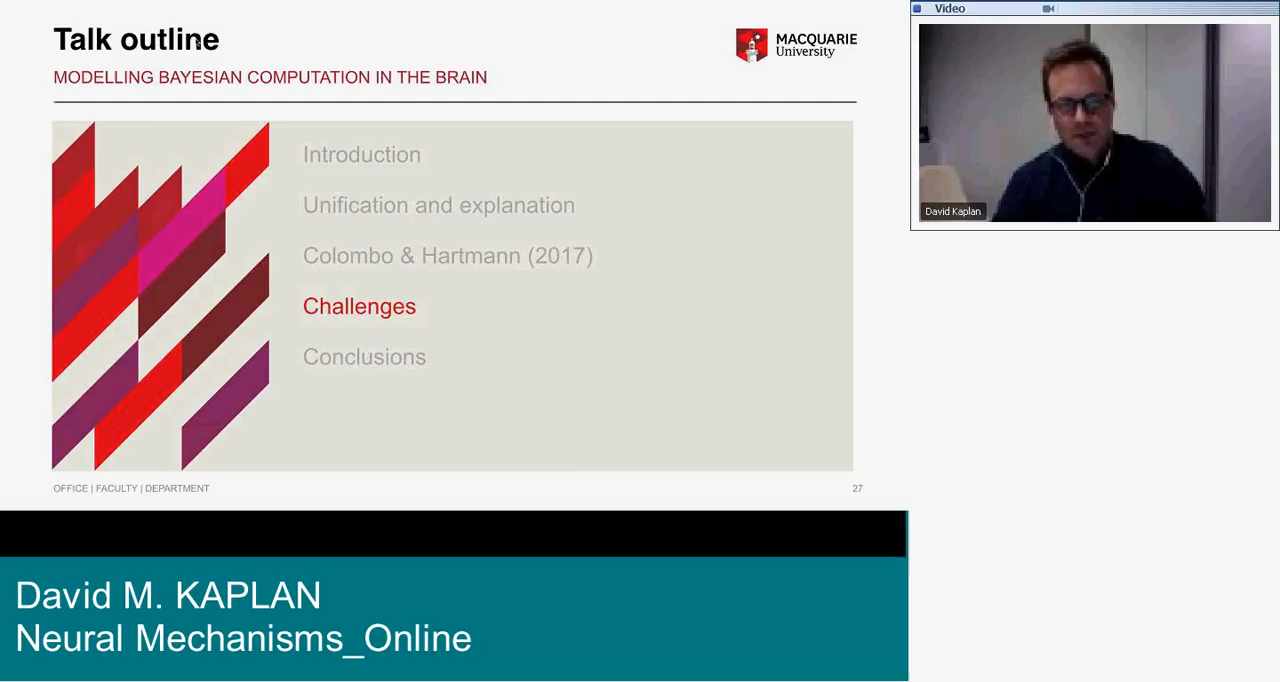 Talk outline
MODELLING BAYESIAN COMPUTATION IN THE BRAIN
MACQUARIE
University
Introduction
Unification and explanation
Colombo & Hartmann (2017)
Challenges
Conclusions
OFFICE | FACULTY | DEPARTMENT
27
Video
David Kaplan
David M. KAPLAN
Neural Mechanisms_Online